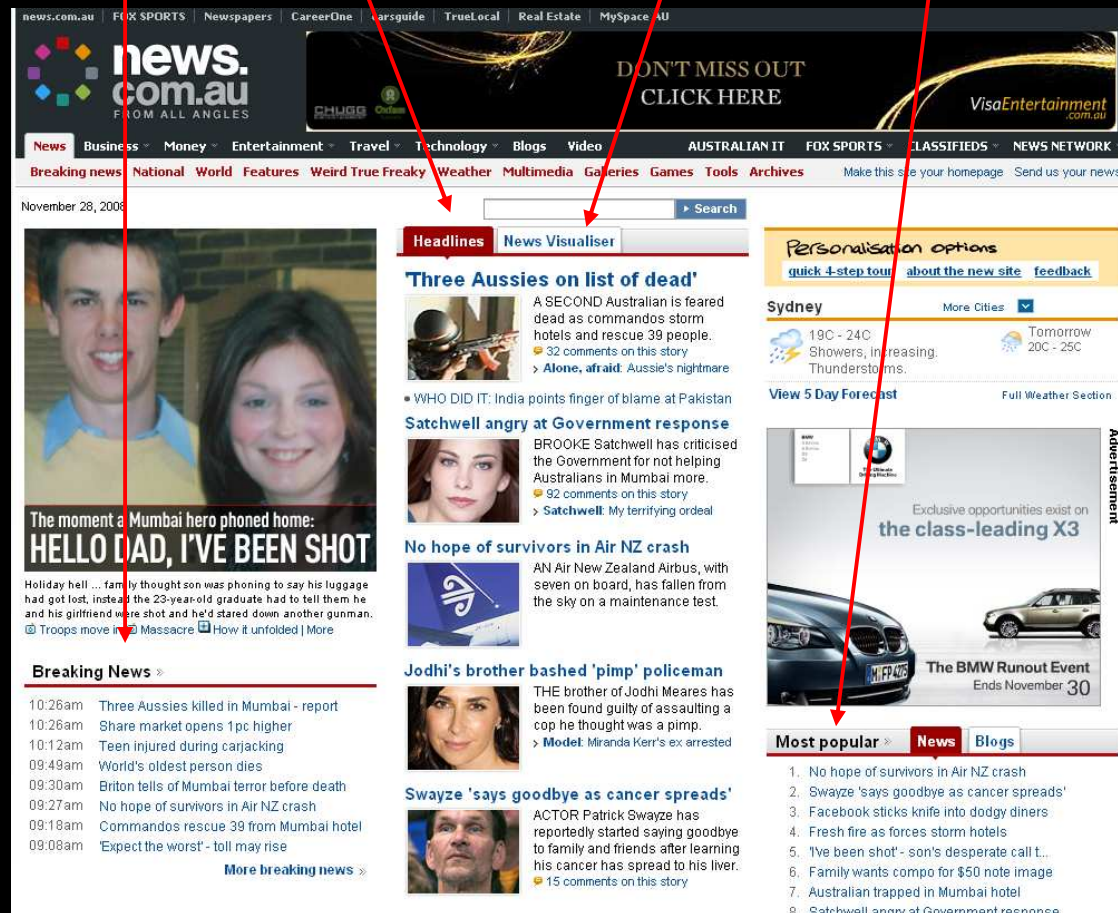 news.com.au FOX SPORTS Newspapers CareerOne carsguide TrueLocal Real Estate MySpace AU
news.
com.au
FROM ALL ANGLES
CHUGG Oxfam
DON'T MISS OUT
CLICK HERE
VisaEntertainment
.com.au
News Business Money Entertainment Travel Technology Blogs Video AUSTRALIAN IT FOX SPORTS CLASSIFIEDS NEWS NETWORK
Breaking news National World Features Weird True Freaky Weather Multimedia Galleries Games Tools Archives Make this site your homepage Send us your news
November 28, 2008
Search
The moment a Mumbai hero phoned home:
HELLO DAD, I'VE BEEN SHOT
Holiday hell ... family thought son was phoning to say his luggage
had got lost, instead the 23-year-old graduate had to tell them he
and his girlfriend were shot and he'd stared down another gunman.
Troops move in Massacre How it unfolded | More
Breaking News »
10:26am Three Aussies killed in Mumbai - report
10:26am Share market opens 1pc higher
10:12am Teen injured during carjacking
09:49am World's oldest person dies
09:30am Briton tells of Mumbai terror before death
09:27am No hope of survivors in Air NZ crash
09:18am Commandos rescue 39 from Mumbai hotel
09:08am 'Expect the worst' - toll may rise
More breaking news »
Headlines News Visualiser
'Three Aussies on list of dead'
A SECOND Australian is feared
dead as commandos storm
hotels and rescue 39 people.
32 comments on this story
› Alone, afraid: Aussie's nightmare
• WHO DID IT: India points finger of blame at Pakistan
Satchwell angry at Government response
BROOKE Satchwell has criticised
the Government for not helping
Australians in Mumbai more.
92 comments on this story
› Satchwell: My terrifying ordeal
No hope of survivors in Air NZ crash
AN Air New Zealand Airbus, with
seven on board, has fallen from
the sky on a maintenance test.
Jodhi's brother bashed 'pimp' policeman
THE brother of Jodhi Meares has
been found guilty of assaulting a
cop he thought was a pimp.
› Model: Miranda Kerr's ex arrested
Swayze 'says goodbye as cancer spreads'
ACTOR Patrick Swayze has
reportedly started saying goodbye
to family and friends after learning
his cancer has spread to his liver.
15 comments on this story
Personalisation options
quick 4-step tour about the new site feedback
Sydney More Cities
19C - 24C
Showers, increasing.
Thunderstorms.
Tomorrow
20C - 25C
View 5 Day Forecast Full Weather Section
Advertisement
BMW
Exclusive opportunities exist on
the class-leading X3
M·FP 4275
The BMW Runout Event
Ends November 30
Most popular » News Blogs
1. No hope of survivors in Air NZ crash
2. Swayze 'says goodbye as cancer spreads'
3. Facebook sticks knife into dodgy diners
4. Fresh fire as forces storm hotels
5. 'I've been shot' - son's desperate call t...
6. Family wants compo for $50 note image
7. Australian trapped in Mumbai hotel
8. Satchwell angry at Government response